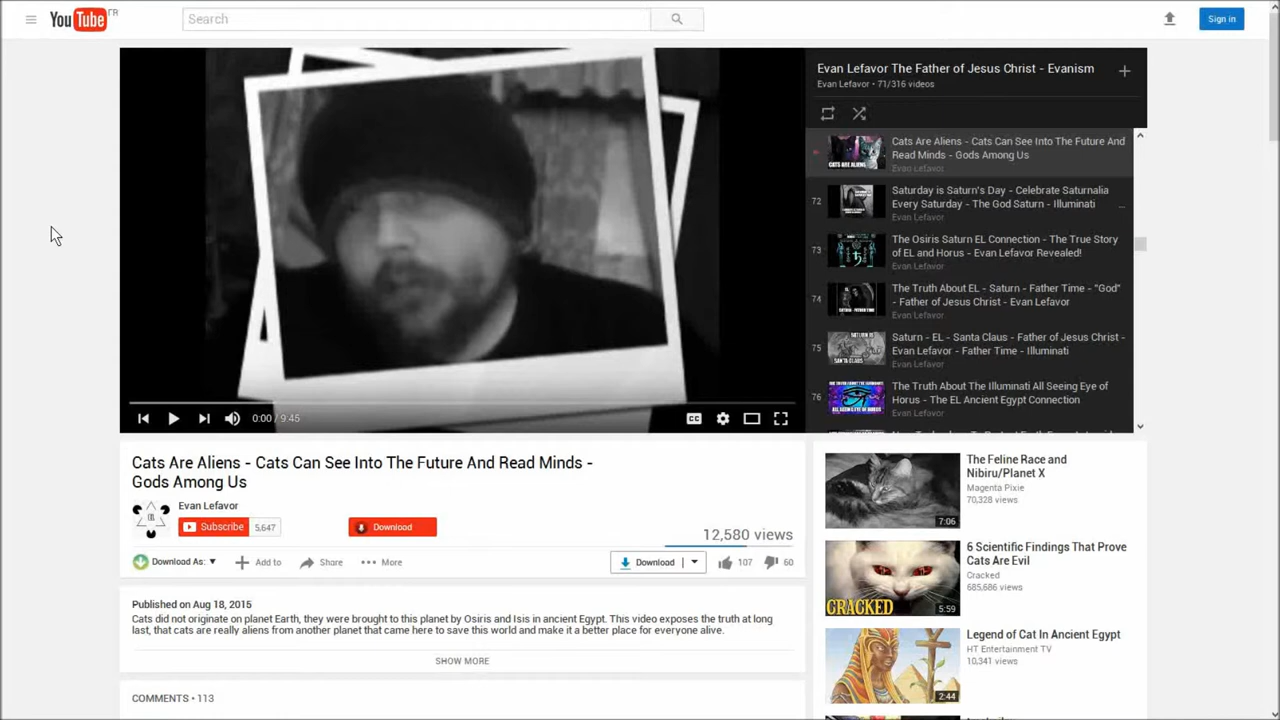 You Tube
FR
Search
Sign in
Evan Lefavor The Father of Jesus Christ - Evanism
Evan Lefavor • 71/316 videos
Cats Are Aliens - Cats Can See Into The Future And
Read Minds - Gods Among Us
Evan Lefavor
CATS ARE ALIENS
72
Saturday is Saturn's Day - Celebrate Saturnalia
Every Saturday - The God Saturn - Illuminati ...
Evan Lefavor
73
The Osiris Saturn EL Connection - The True Story
of EL and Horus - Evan Lefavor Revealed!
Evan Lefavor
74
The Truth About EL - Saturn - Father Time - "God"
- Father of Jesus Christ - Evan Lefavor
Evan Lefavor
75
Saturn - EL - Santa Claus - Father of Jesus Christ -
Evan Lefavor - Father Time - Illuminati
Evan Lefavor
SANTA CLAUS
76
The Truth About The Illuminati All Seeing Eye of
Horus - The EL Ancient Egypt Connection
Evan Lefavor
0:00 / 9:45
CC
Cats Are Aliens - Cats Can See Into The Future And Read Minds -
Gods Among Us
Evan Lefavor
Subscribe 5,647
Download
12,580 views
Download As: ▼
Add to
Share
More
Download
107
60
Published on Aug 18, 2015
Cats did not originate on planet Earth, they were brought to this planet by Osiris and Isis in ancient Egypt. This video exposes the truth at long
last, that cats are really aliens from another planet that came here to save this world and make it a better place for everyone alive.
SHOW MORE
COMMENTS • 113
The Feline Race and
Nibiru/Planet X
Magenta Pixie
70,328 views
7:06
6 Scientific Findings That Prove
Cats Are Evil
Cracked
685,686 views
CRACKED
5:59
Legend of Cat In Ancient Egypt
HT Entertainment TV
10,341 views
2:44